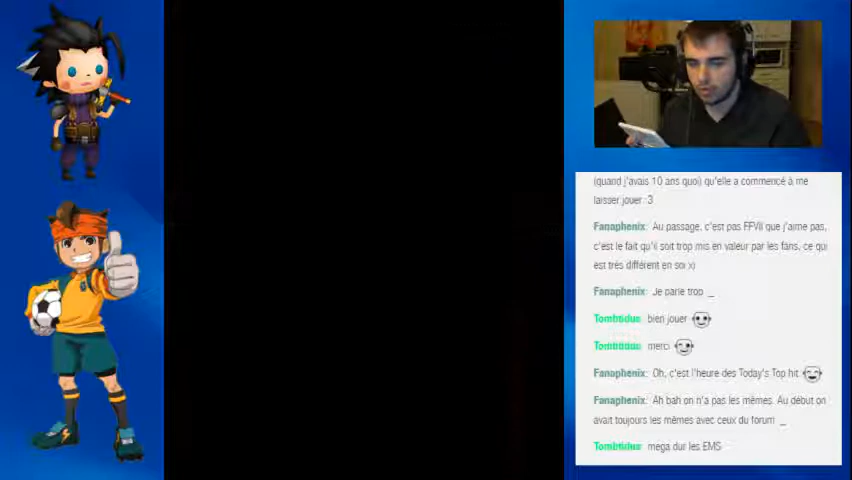 (quand j'avais 10 ans quoi) qu'elle a commencé à me
laisser jouer :3
Fanaphenix: Au passage, c'est pas FFVII que j'aime pas,
c'est le fait qu'il soit trop mis en valeur par les fans, ce qui
est très différent en soi x)
Fanaphenix: Je parle trop _
Tombtidus: bien jouer
Tombtidus: merci
Fanaphenix: Oh, c'est l'heure des Today's Top hit
Fanaphenix: Ah bah on n'a pas les mêmes. Au début on
avait toujours les mêmes avec ceux du forum _
Tombtidus: mega dur les EMS